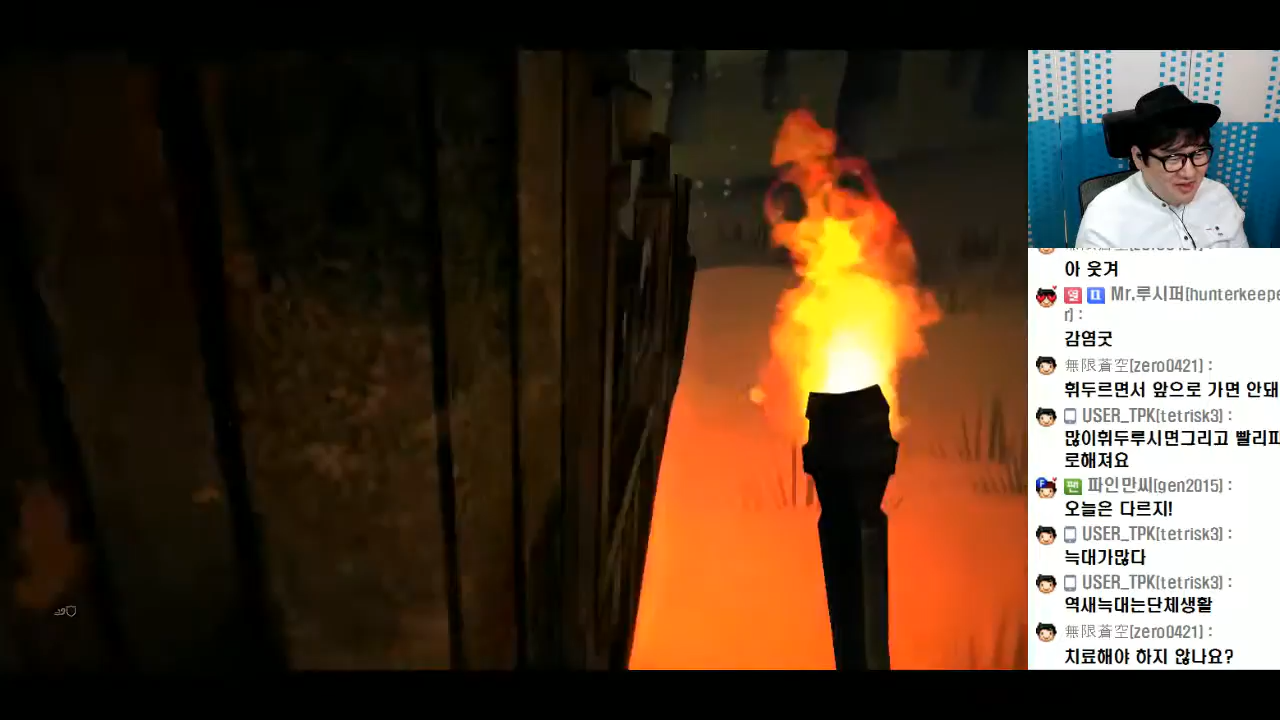 아 웃겨
열 Mr.루시퍼[hunterkeepe
r] :
감염굿
無限蒼空[zero0421] :
휘두르면서 앞으로 가면 안돼
USER_TPK[tetrisk3] :
많이휘두루시면그리고 빨리피
로해져요
팬 파인만씨[gen2015] :
오늘은 다르지!
USER_TPK[tetrisk3] :
늑대가많다
USER_TPK[tetrisk3] :
역새늑대는단체생활
無限蒼空[zero0421] :
치료해야 하지 않나요?